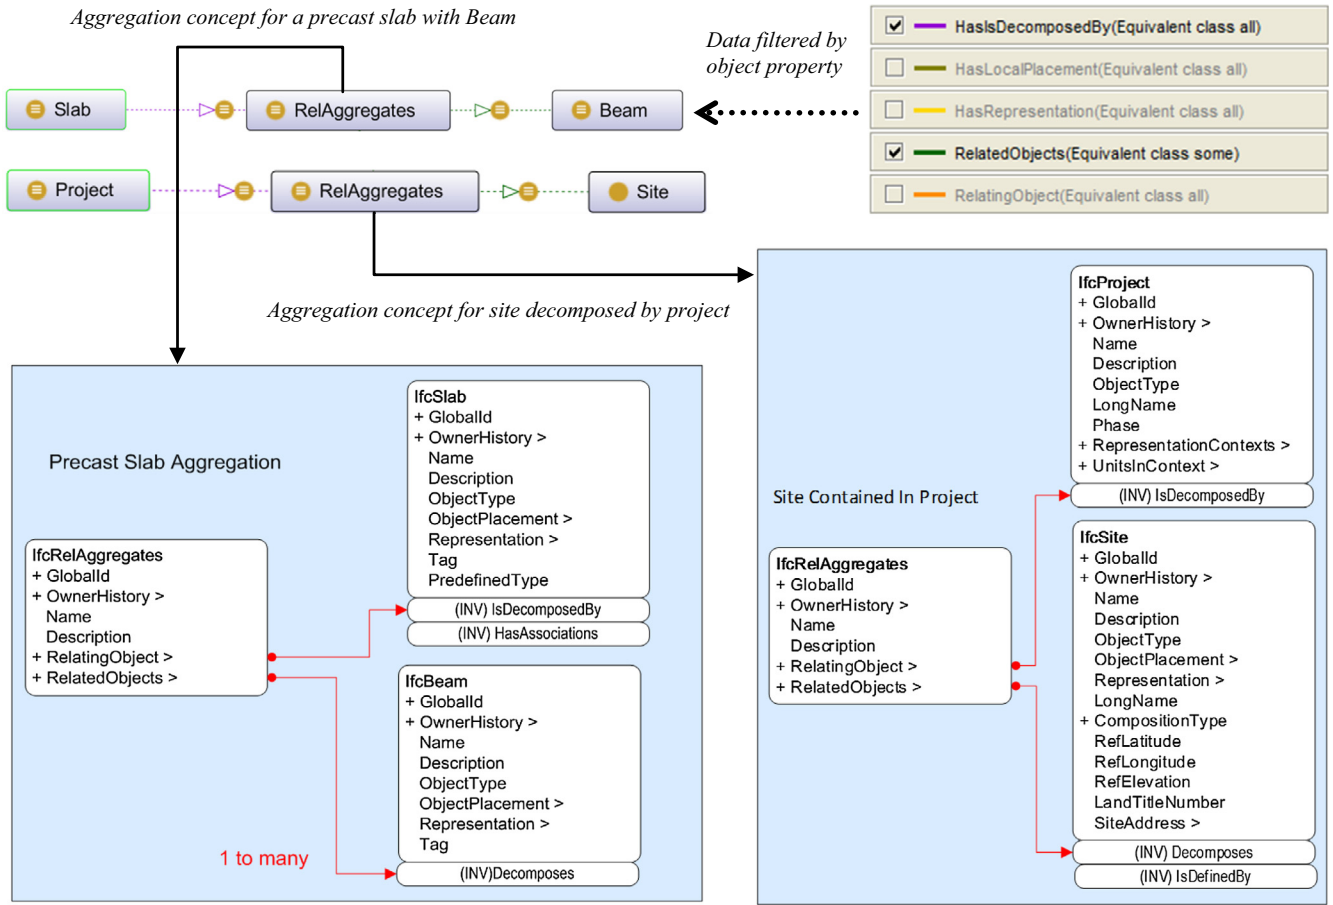 Aggregation concept for a precast slab with Beam
Data filtered by
object property
HasIsDecomposedBy(Equivalent class all)
HasLocalPlacement(Equivalent class all)
HasRepresentation(Equivalent class all)
RelatedObjects(Equivalent class some)
RelatingObject(Equivalent class all)
Slab
RelAggregates
Beam
Project
RelAggregates
Site
Aggregation concept for site decomposed by project
Precast Slab Aggregation
IfcRelAggregates
+ GlobalId
+ OwnerHistory >
Name
Description
+ RelatingObject >
+ RelatedObjects >
IfcSlab
+ GlobalId
+ OwnerHistory >
Name
Description
ObjectType
ObjectPlacement >
Representation >
Tag
PredefinedType
(INV) IsDecomposedBy
(INV) HasAssociations
IfcBeam
+ GlobalId
+ OwnerHistory >
Name
Description
ObjectType
ObjectPlacement >
Representation >
Tag
(INV)Decomposes
1 to many
Site Contained In Project
IfcRelAggregates
+ GlobalId
+ OwnerHistory >
Name
Description
+ RelatingObject >
+ RelatedObjects >
IfcProject
+ GlobalId
+ OwnerHistory >
Name
Description
ObjectType
LongName
Phase
+ RepresentationContexts >
+ UnitsInContext >
(INV) IsDecomposedBy
IfcSite
+ GlobalId
+ OwnerHistory >
Name
Description
ObjectType
ObjectPlacement >
Representation >
LongName
+ CompositionType
RefLatitude
RefLongitude
RefElevation
LandTitleNumber
SiteAddress >
(INV) Decomposes
(INV) IsDefinedBy